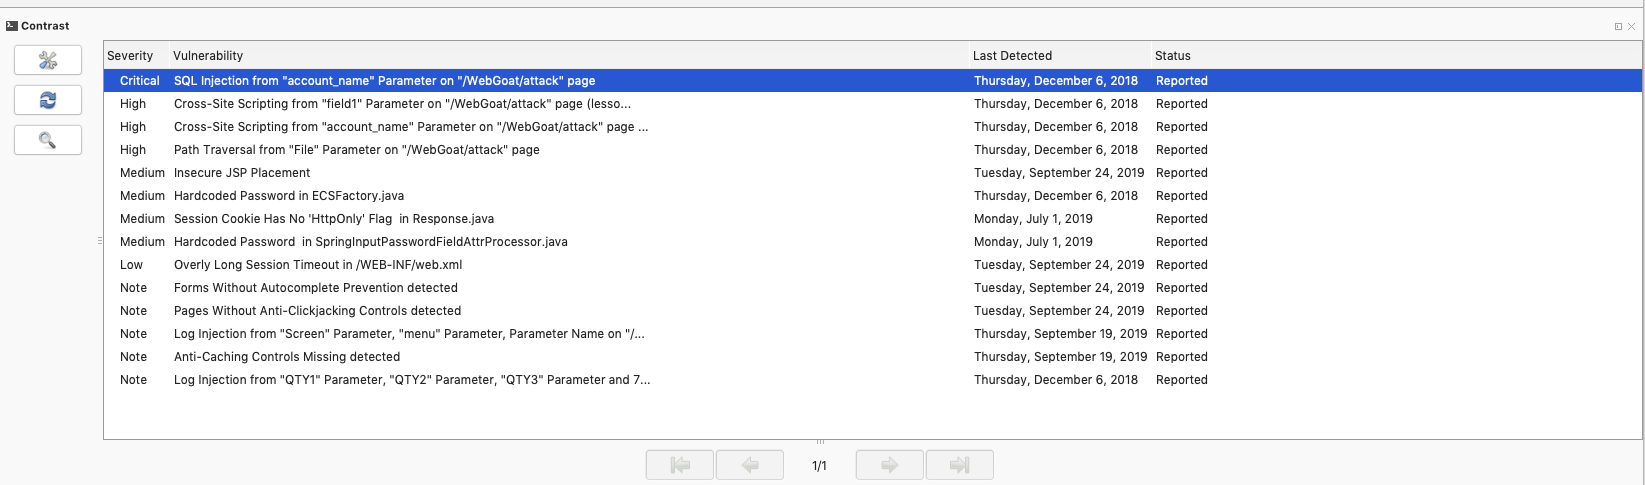 Contrast
Severity Vulnerability Last Detected Status
Critical SQL Injection from "account_name" Parameter on "/WebGoat/attack" page Thursday, December 6, 2018 Reported
High Cross-Site Scripting from "field1" Parameter on "/WebGoat/attack" page (lesso... Thursday, December 6, 2018 Reported
High Cross-Site Scripting from "account_name" Parameter on "/WebGoat/attack" page ... Thursday, December 6, 2018 Reported
High Path Traversal from "File" Parameter on "/WebGoat/attack" page Thursday, December 6, 2018 Reported
Medium Insecure JSP Placement Tuesday, September 24, 2019 Reported
Medium Hardcoded Password in ECSFactory.java Thursday, December 6, 2018 Reported
Medium Session Cookie Has No 'HttpOnly' Flag in Response.java Monday, July 1, 2019 Reported
Medium Hardcoded Password in SpringInputPasswordFieldAttrProcessor.java Monday, July 1, 2019 Reported
Low Overly Long Session Timeout in /WEB-INF/web.xml Tuesday, September 24, 2019 Reported
Note Forms Without Autocomplete Prevention detected Tuesday, September 24, 2019 Reported
Note Pages Without Anti-Clickjacking Controls detected Tuesday, September 24, 2019 Reported
Note Log Injection from "Screen" Parameter, "menu" Parameter, Parameter Name on "/... Thursday, September 19, 2019 Reported
Note Anti-Caching Controls Missing detected Thursday, September 19, 2019 Reported
Note Log Injection from "QTY1" Parameter, "QTY2" Parameter, "QTY3" Parameter and 7... Thursday, December 6, 2018 Reported
1/1